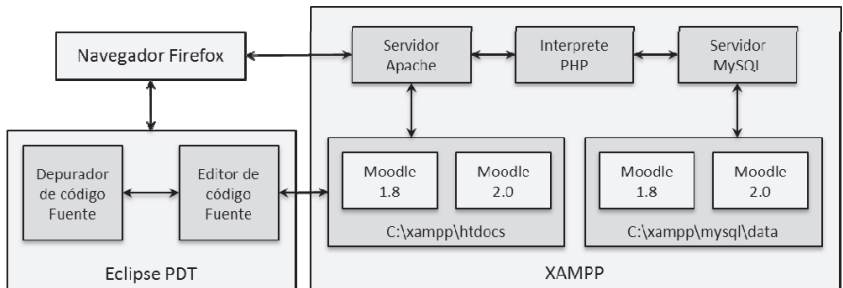 Navegador Firefox
Servidor
Apache
Interprete
PHP
Servidor
MySQl
Depurador
de código
Fuente
Editor de
código
Fuente
Eclipse PDT
Moodle
1.8
Moodle
2.0
C:\xampp\htdocs
Moodle
1.8
Moodle
2.0
C:\xampp\mysql\data
XAMPP